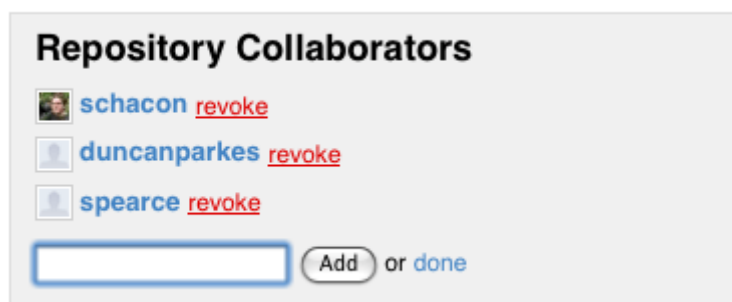 Repository Collaborators
schacon revoke
duncanparkes revoke
spearce revoke
Add or done